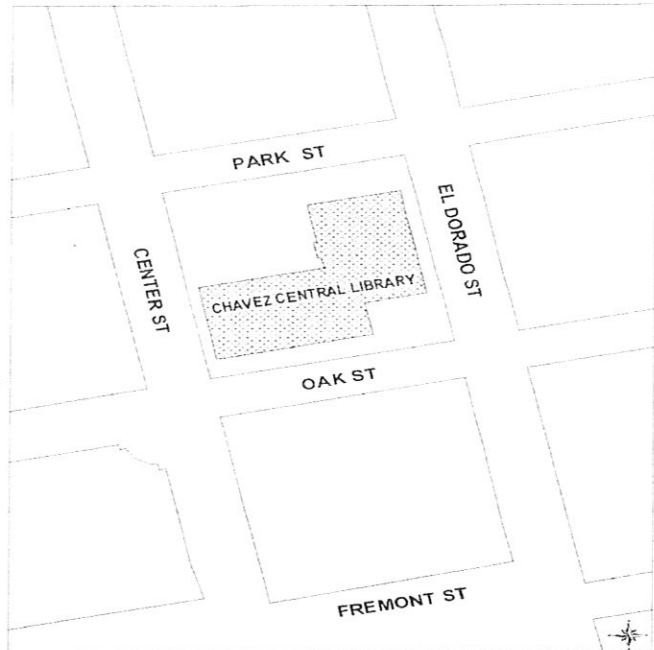 PARK ST
EL DORADO ST
CENTER ST
CHAVEZ CENTRAL LIBRARY
OAK ST
FREMONT ST